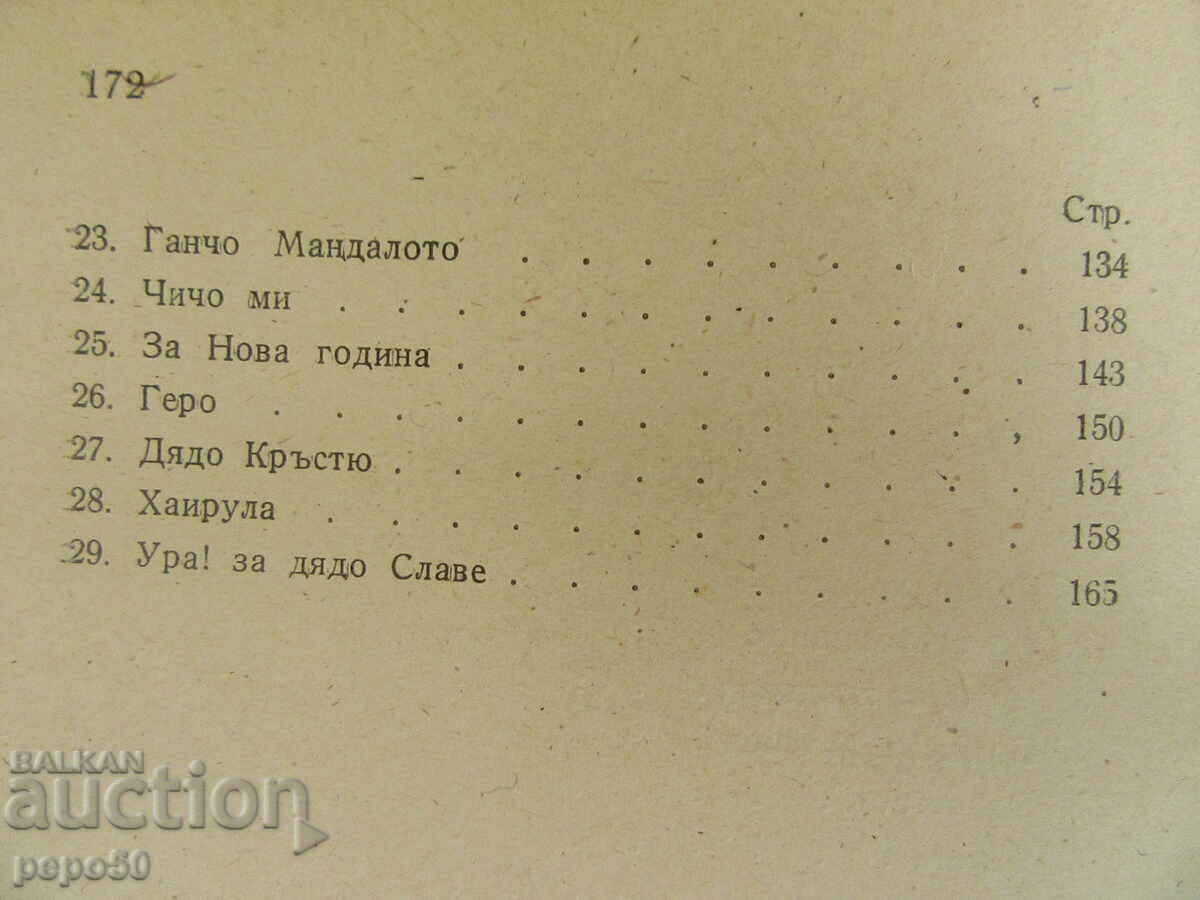 172
Стр.
23. Ганчо Мандалото . . . . . . . . . 134
24. Чичо ми . . . . . . . . . . . . 138
25. За Нова година . . . . . . . . . . 143
26. Геро . . . . . . . . . . . . , 150
27. Дядо Кръстю . . . . . . . . . . . 154
28. Хаирула . . . . . . . . . . . . 158
29. Ура! за дядо Славе . . . . . . . . . 165
BALKAN
auction
pepo50